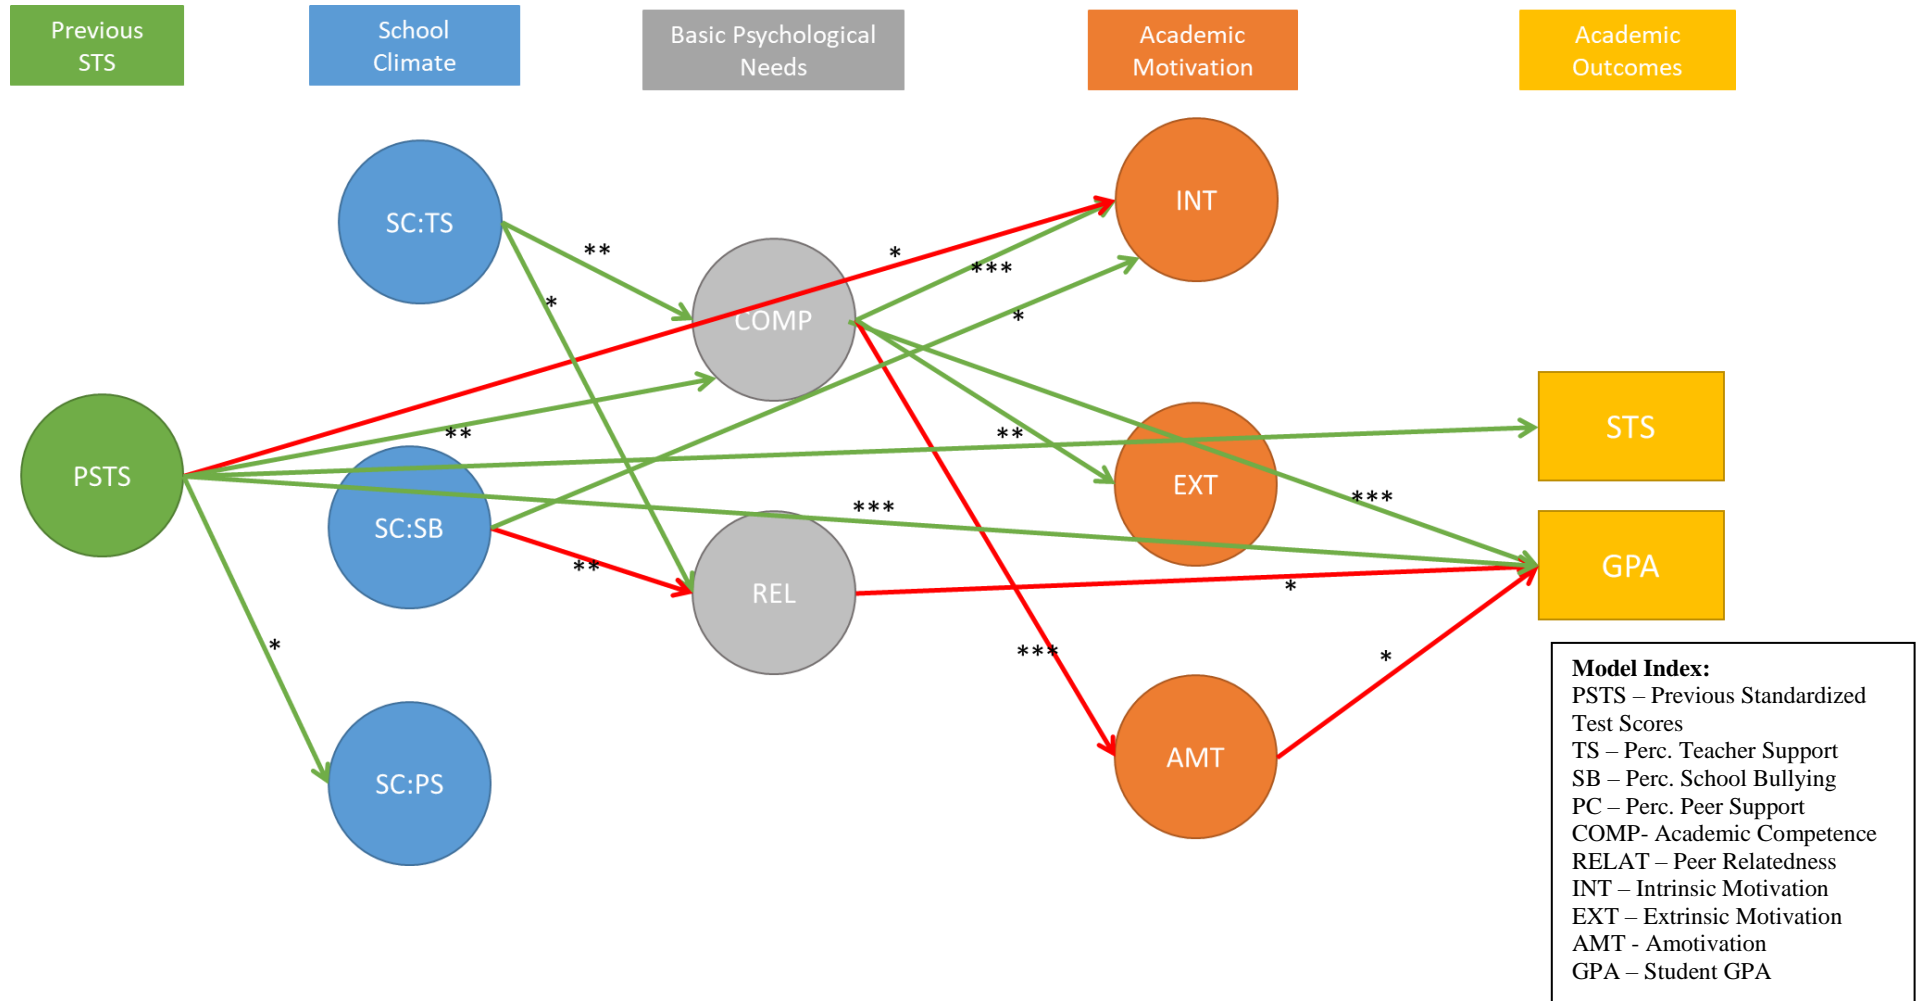 Previous
STS
School
Climate
Basic Psychological
Needs
Academic
Motivation
Academic
Outcomes
SC:TS
INT
**
*
***
*
COMP
*
*
STS
**
**
PSTS
EXT
***
***
SC:SB
GPA
**
REL
*
*
***
*
AMT
SC:PS
Model Index:
PSTS – Previous Standardized
Test Scores
TS – Perc. Teacher Support
SB – Perc. School Bullying
PC – Perc. Peer Support
COMP- Academic Competence
RELAT – Peer Relatedness
INT – Intrinsic Motivation
EXT – Extrinsic Motivation
AMT - Amotivation
GPA – Student GPA